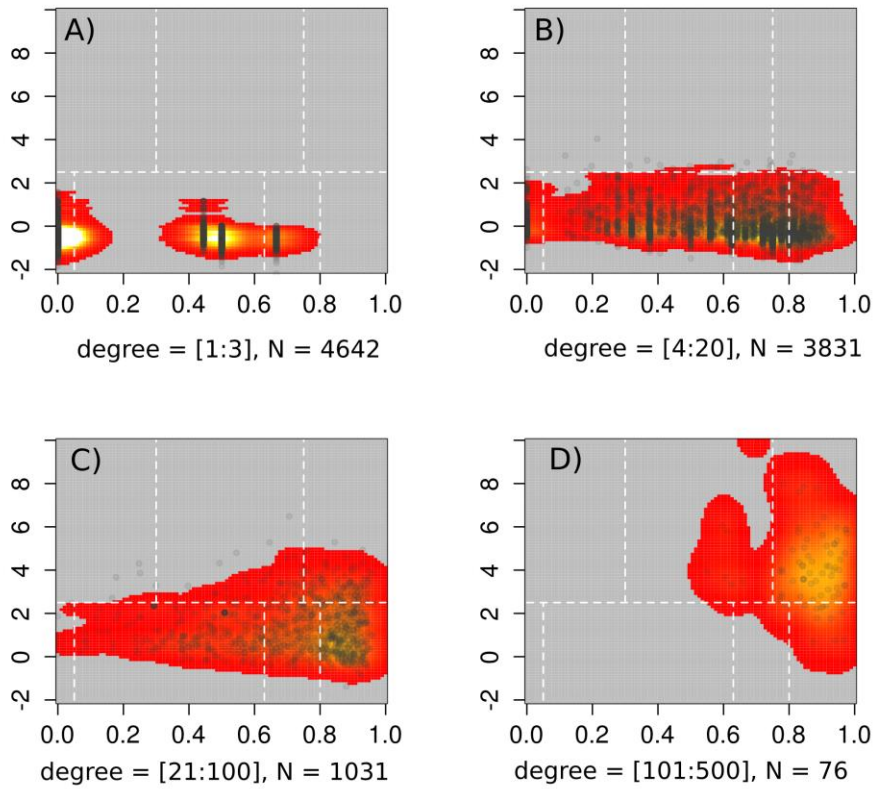 A)
10
8
6
4
2
0
-2
0.0 0.2 0.4 0.6 0.8 1.0
degree = [1:3], N = 4642
B)
8
6
4
2
0
-2
0.0 0.2 0.4 0.6 0.8 1.0
degree = [4:20], N = 3831
C)
8
6
4
2
0
-2
0.0 0.2 0.4 0.6 0.8 1.0
degree = [21:100], N = 1031
D)
8
6
4
2
0
-2
0.0 0.2 0.4 0.6 0.8 1.0
degree = [101:500], N = 76